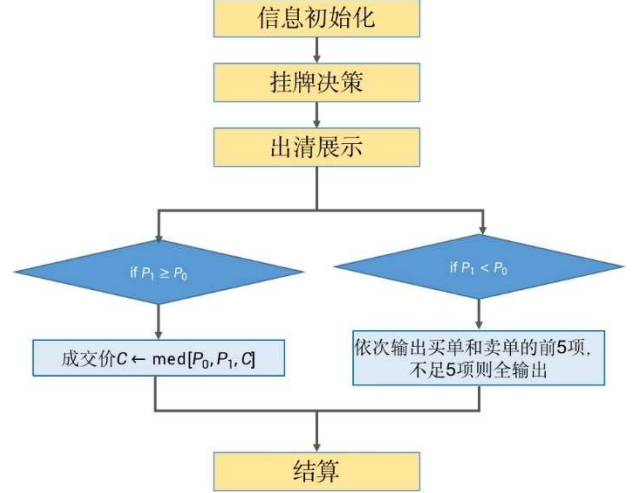 信息初始化
挂牌决策
出清展示
if P₁ ≥ P₀
if P₁ < P₀
成交价C ← med[P₀, P₁, C]
依次输出买单和卖单的前5项,
不足5项则全输出
结算